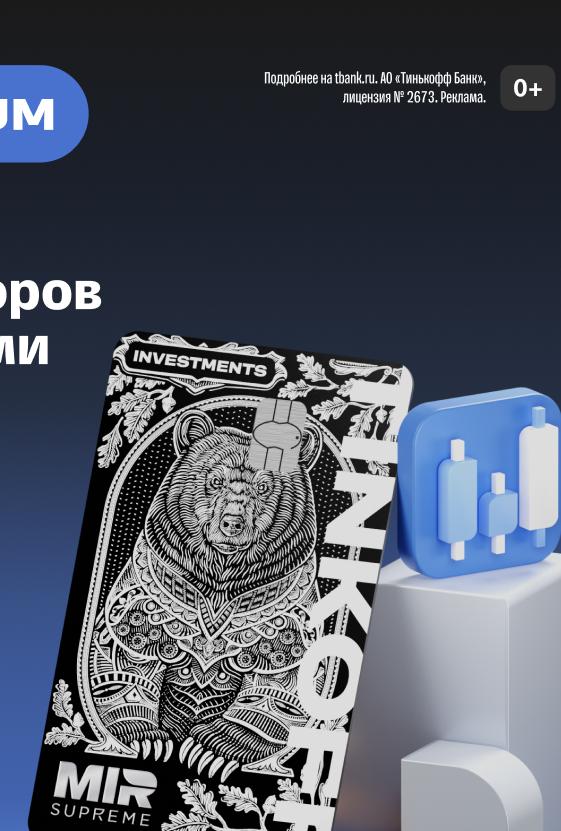 UM
Подробнее на tbank.ru. АО «Тинькофф Банк»,
лицензия № 2673. Реклама.
0+
оров
ми
INVESTMENTS
TINKOFF
MIR
SUPREME